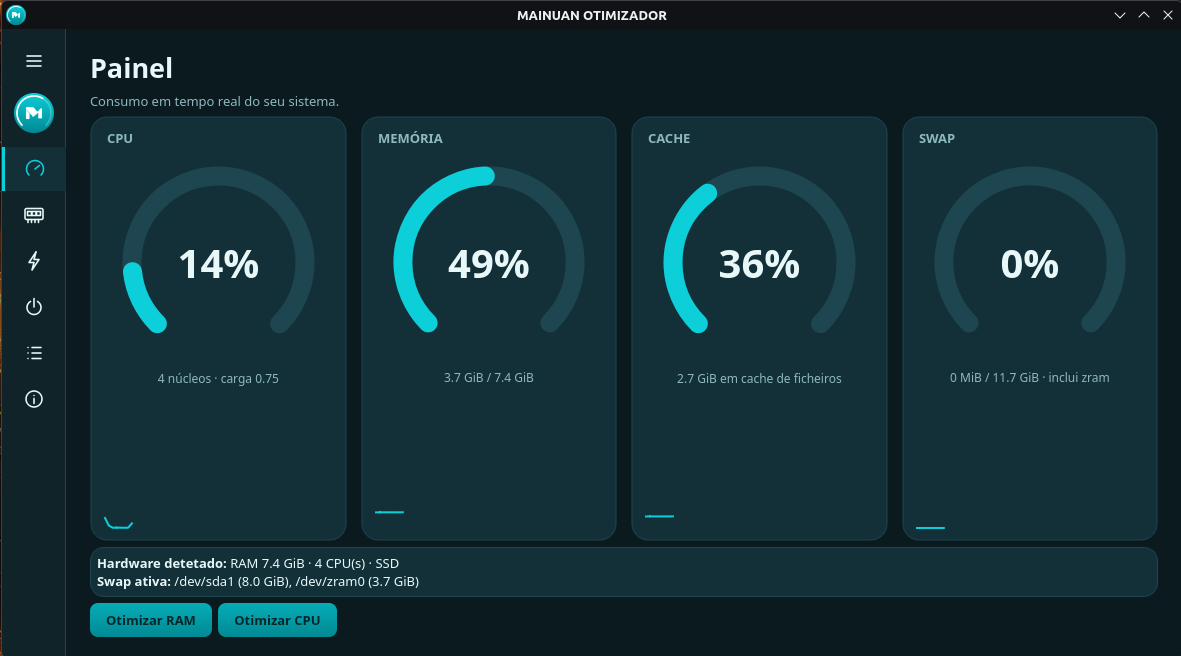 MAINUAN OTIMIZADOR
Painel
Consumo em tempo real do seu sistema.
CPU
14%
4 núcleos · carga 0.75
MEMÓRIA
49%
3.7 GiB / 7.4 GiB
CACHE
36%
2.7 GiB em cache de ficheiros
SWAP
0%
0 MiB / 11.7 GiB · inclui zram
Hardware detetado: RAM 7.4 GiB · 4 CPU(s) · SSD
Swap ativa: /dev/sda1 (8.0 GiB), /dev/zram0 (3.7 GiB)
Otimizar RAM
Otimizar CPU